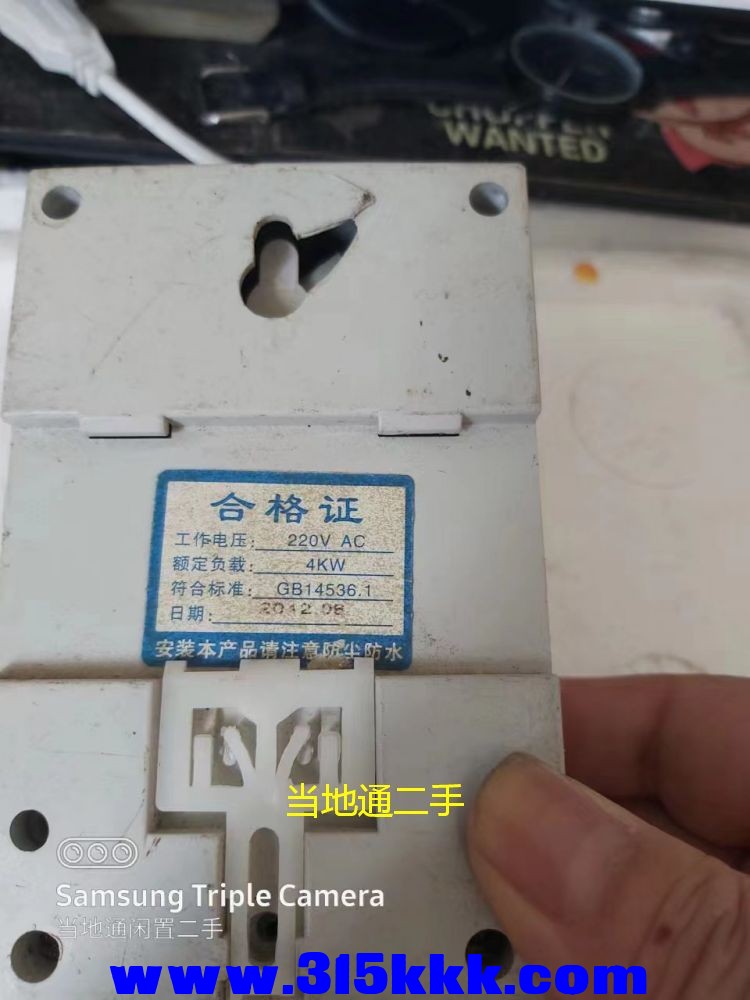 WANTED
合格证
工作电压: 220V AC
额定负载: 4KW
符合标准: GB14536.1
日期: 2012.08
安装本产品请注意防尘防水
当地通二手
Samsung Triple Camera
当地通闲置二手
www.315kkk.com